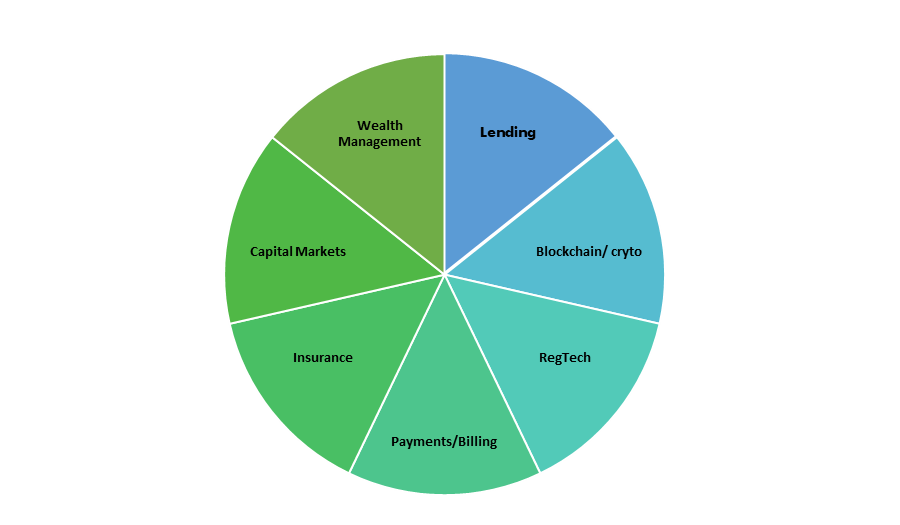 Wealth
Management
Lending
Capital Markets
Blockchain/ cryto
Insurance
RegTech
Payments/Billing